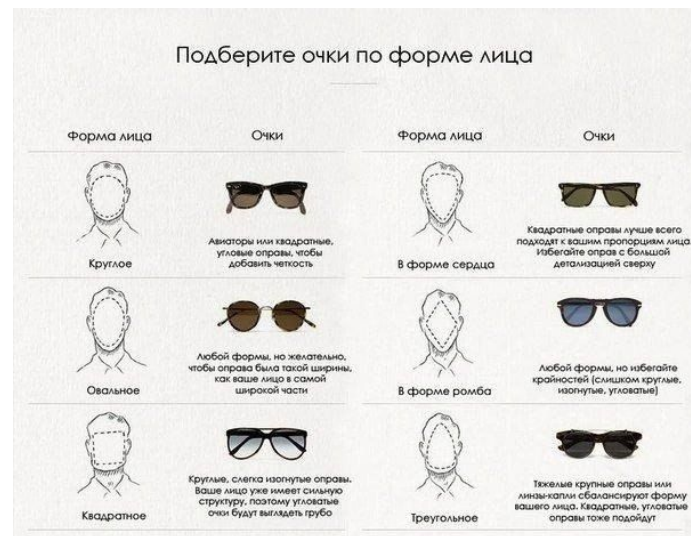 Подберите очки по форме лица
Форма лица
Очки
Круглое
Авиаторы или квадратные,
угловые оправы, чтобы
добавить четкость
Овальное
Любой формы, но желательно,
чтобы оправа была такой ширины,
как ваше лицо в самой
широкой части
Квадратное
Круглые, слегка изогнутые оправы.
Ваше лицо уже имеет сильную
структуру, поэтому угловатые
очки будут выглядеть грубо
Форма лица
Очки
В форме сердца
Квадратные оправы лучше всего
подходят к вашим пропорциям лица.
Избегайте оправ с большой
детализацией сверху
В форме ромба
Любой формы, но избегайте
крайностей (слишком круглые,
изогнутые, угловатые)
Треугольное
Тяжелые крупные оправы или
линзы-капли сбалансируют форму
вашего лица. Квадратные, угловатые
оправы тоже подойдут